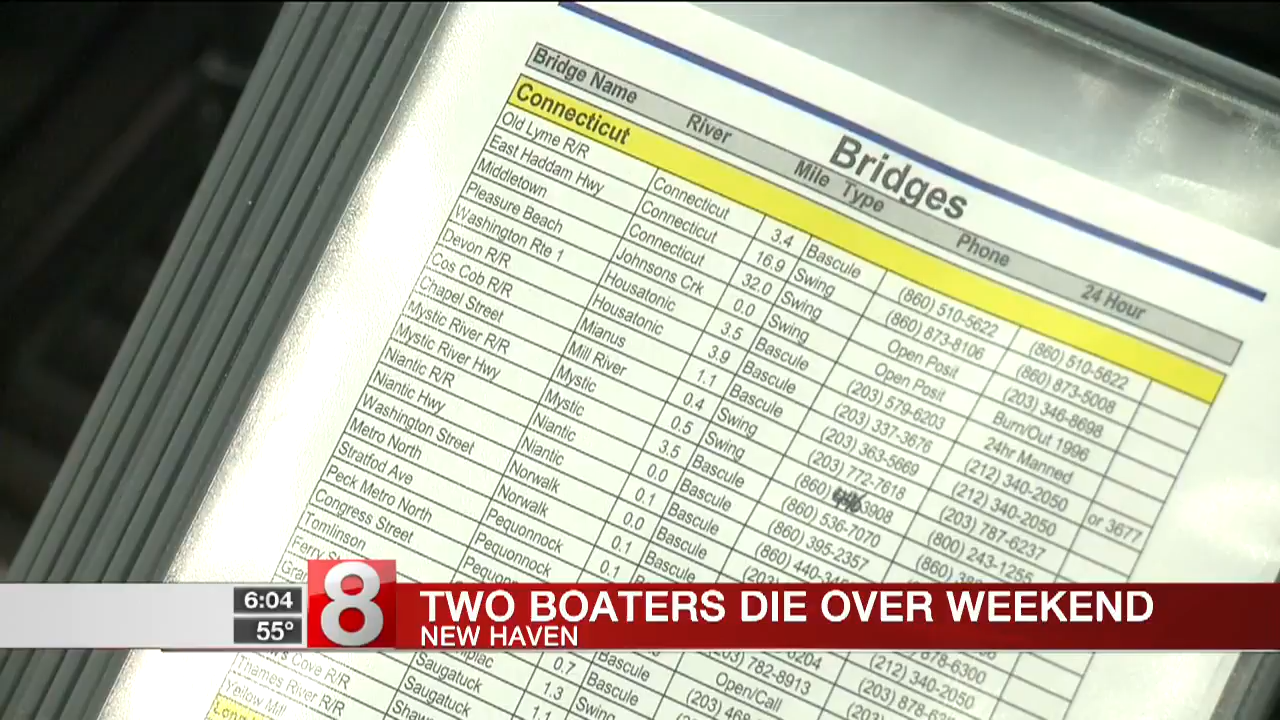 Bridges
Bridge Name River Mile Type Phone 24 Hour
Connecticut
Old Lyme R/R Connecticut 3.4 Bascule (860) 510-5622 (860) 510-5622
East Haddam Hwy Connecticut 16.9 Swing (860) 873-8106 (860) 873-5008
Middletown Connecticut 32.0 Swing Open Posit (203) 346-8698
Pleasure Beach Johnsons Crk 0.0 Swing Open Posit Burn/Out 1996
Washington Rte 1 Housatonic 3.5 Bascule (203) 579-6203 24hr Manned
Devon R/R Housatonic 3.9 Bascule (203) 337-3676 (212) 340-2050
Cos Cob R/R Mianus 1.1 Bascule (203) 363-5669 (212) 340-2050
Chapel Street Mill River 0.4 Swing (203) 772-7618 (203) 787-6237 or 3677
Mystic River R/R Mystic 0.5 Swing (860) 3908 (800) 243-1255
Mystic River Hwy Mystic 3.5 Bascule (860) 536-7070 (860)
Niantic R/R Niantic 0.0 Bascule (860) 395-2357
Niantic Hwy Niantic 0.1 Bascule (860)
Washington Street Norwalk 0.0 Bascule
Metro North Norwalk 0.1
Stratfod Ave Pequonnock 0.1
Peck Metro North Pequonnock
Congress Street
Tomlinson
Ferry
Cove R/R Saugatuck 0.7 Bascule (203) 782-8913 (212) 340-2050
Thames River R/R Saugatuck 1.3 Bascule Open/Call
Yellow 1.1 Swing
6:04
55°
8
TWO BOATERS DIE OVER WEEKEND
NEW HAVEN